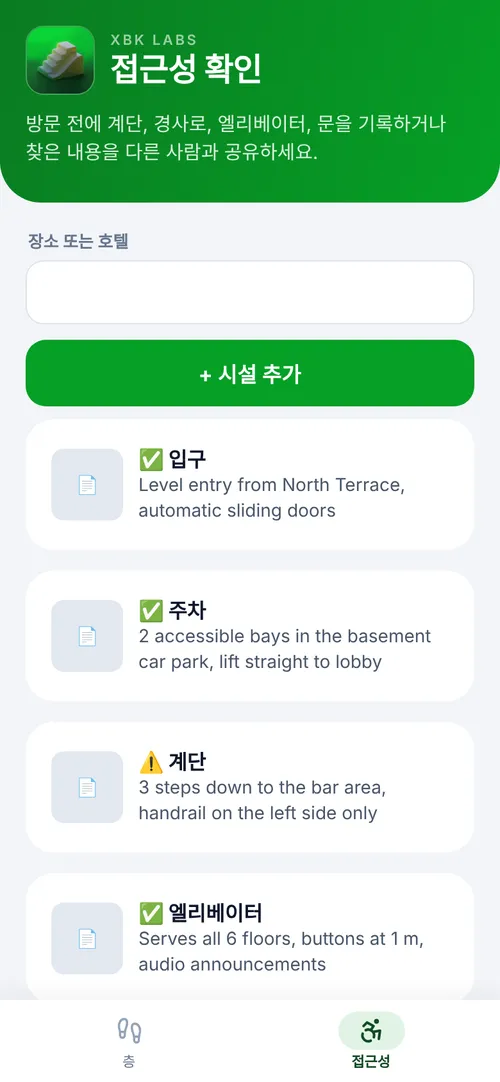 XBK LABS
접근성 확인
방문 전에 계단, 경사로, 엘리베이터, 문을 기록하거나
찾은 내용을 다른 사람과 공유하세요.
장소 또는 호텔
+ 시설 추가
✅ 입구
Level entry from North Terrace,
automatic sliding doors
✅ 주차
2 accessible bays in the basement
car park, lift straight to lobby
⚠️ 계단
3 steps down to the bar area,
handrail on the left side only
✅ 엘리베이터
Serves all 6 floors, buttons at 1 m,
audio announcements
층
접근성